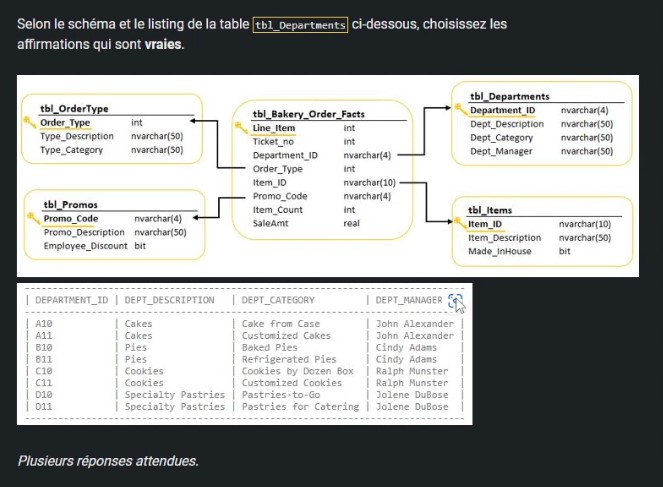 Selon le schéma et le listing de la table tbl_Departments ci-dessous, choisissez les
affirmations qui sont vraies.
tbl_OrderType
Order_Type int
Type_Description nvarchar(50)
Type_Category nvarchar(50)
tbl_Promos
Promo_Code nvarchar(4)
Promo_Description nvarchar(50)
Employee_Discount bit
tbl_Bakery_Order_Facts
Line_Item int
Ticket_no int
Department_ID nvarchar(4)
Order_Type int
Item_ID nvarchar(10)
Promo_Code nvarchar(4)
Item_Count int
SaleAmt real
tbl_Departments
Department_ID nvarchar(4)
Dept_Description nvarchar(50)
Dept_Category nvarchar(50)
Dept_Manager nvarchar(50)
tbl_Items
Item_ID nvarchar(10)
Item_Description nvarchar(50)
Made_InHouse bit
| DEPARTMENT_ID | DEPT_DESCRIPTION | DEPT_CATEGORY | DEPT_MANAGER
| A10 | Cakes | Cake from Case | John Alexander |
| A11 | Cakes | Customized Cakes | John Alexander |
| B10 | Pies | Baked Pies | Cindy Adams |
| B11 | Pies | Refrigerated Pies | Cindy Adams |
| C10 | Cookies | Cookies by Dozen Box | Ralph Munster |
| C11 | Cookies | Customized Cookies | Ralph Munster |
| D10 | Specialty Pastries | Pastries-to-Go | Jolene DuBose |
| D11 | Specialty Pastries | Pastries for Catering | Jolene DuBose |
Plusieurs réponses attendues.